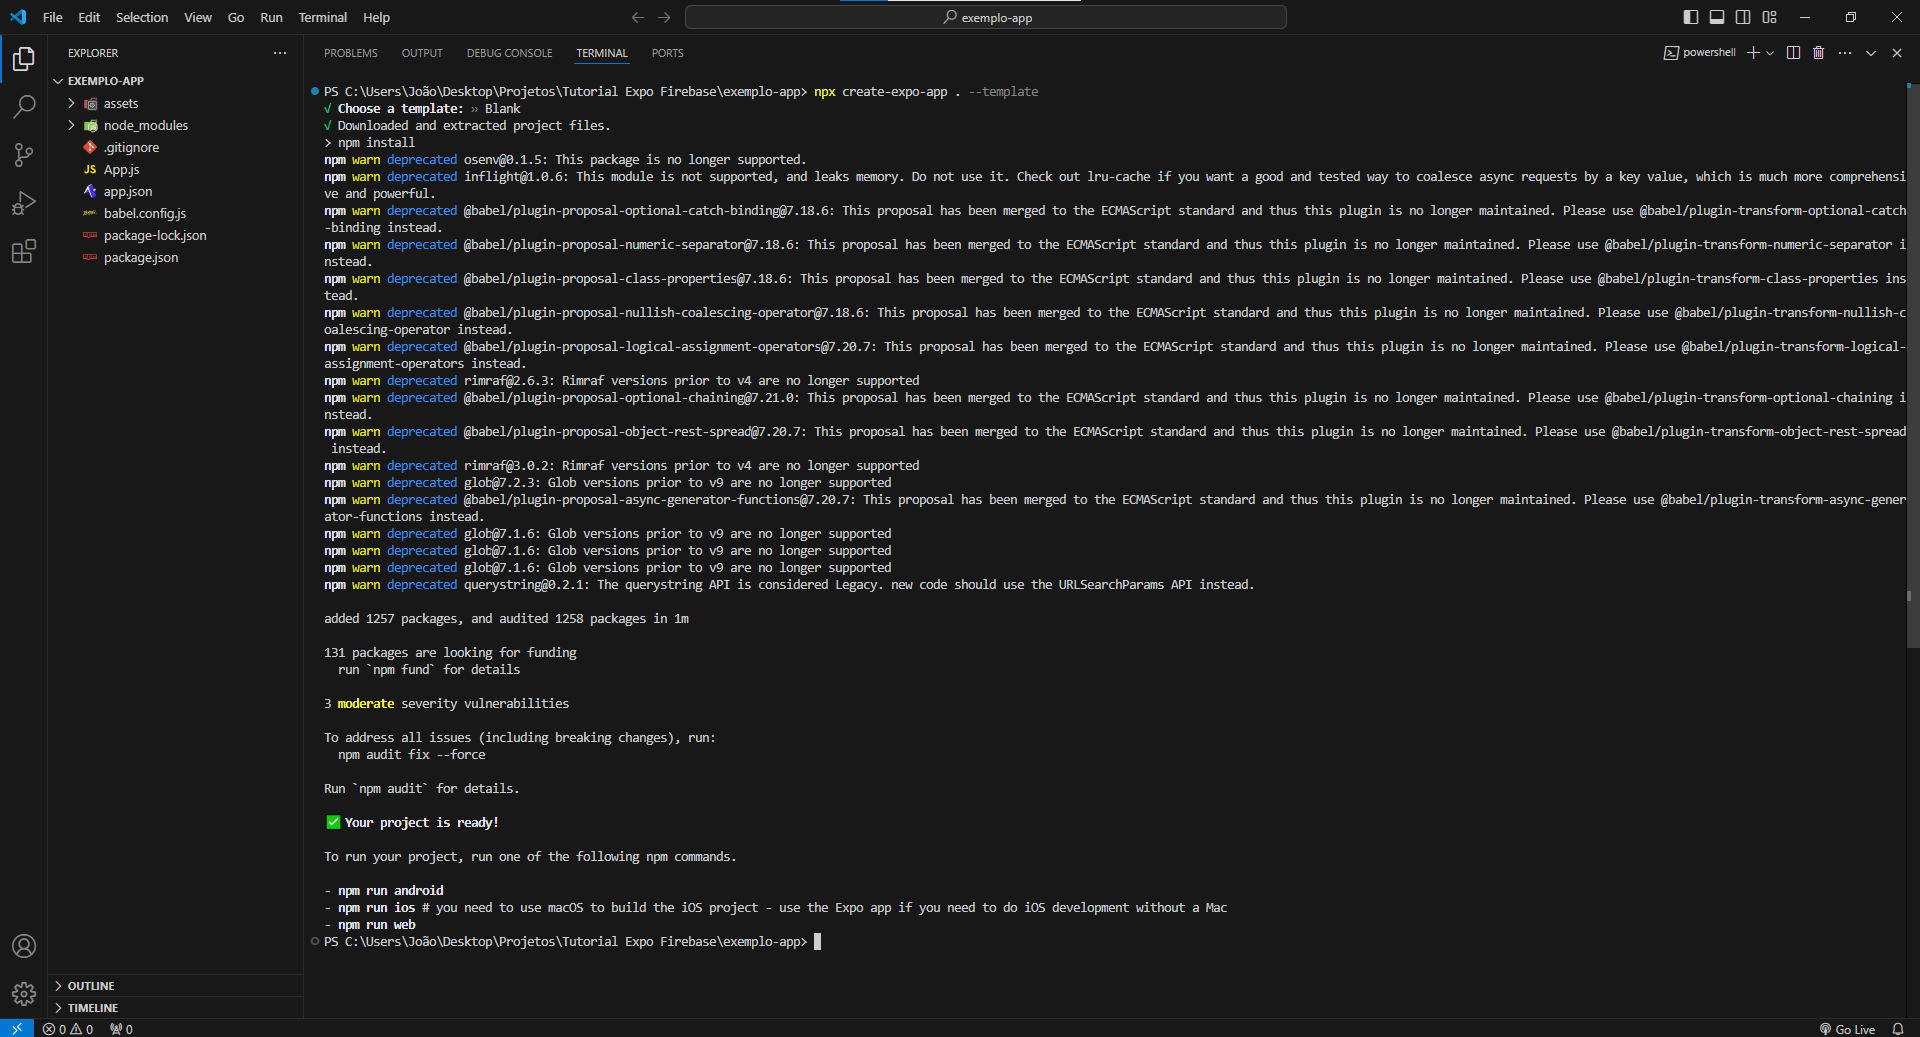 File Edit Selection View Go Run Terminal Help
exemplo-app
EXPLORER
PROBLEMS OUTPUT DEBUG CONSOLE TERMINAL PORTS
powershell
EXEMPLO-APP
assets
node_modules
.gitignore
JS App.js
app.json
babel.config.js
package-lock.json
package.json
OUTLINE
TIMELINE
PS C:\Users\João\Desktop\Projetos\Tutorial Expo Firebase\exemplo-app> npx create-expo-app . --template
√ Choose a template: » Blank
√ Downloaded and extracted project files.
> npm install
npm warn deprecated osenv@0.1.5: This package is no longer supported.
npm warn deprecated inflight@1.0.6: This module is not supported, and leaks memory. Do not use it. Check out lru-cache if you want a good and tested way to coalesce async requests by a key value, which is much more comprehensi
ve and powerful.
npm warn deprecated @babel/plugin-proposal-optional-catch-binding@7.18.6: This proposal has been merged to the ECMAScript standard and thus this plugin is no longer maintained. Please use @babel/plugin-transform-optional-catch
-binding instead.
npm warn deprecated @babel/plugin-proposal-numeric-separator@7.18.6: This proposal has been merged to the ECMAScript standard and thus this plugin is no longer maintained. Please use @babel/plugin-transform-numeric-separator i
nstead.
npm warn deprecated @babel/plugin-proposal-class-properties@7.18.6: This proposal has been merged to the ECMAScript standard and thus this plugin is no longer maintained. Please use @babel/plugin-transform-class-properties ins
tead.
npm warn deprecated @babel/plugin-proposal-nullish-coalescing-operator@7.18.6: This proposal has been merged to the ECMAScript standard and thus this plugin is no longer maintained. Please use @babel/plugin-transform-nullish-c
oalescing-operator instead.
npm warn deprecated @babel/plugin-proposal-logical-assignment-operators@7.20.7: This proposal has been merged to the ECMAScript standard and thus this plugin is no longer maintained. Please use @babel/plugin-transform-logical-
assignment-operators instead.
npm warn deprecated rimraf@2.6.3: Rimraf versions prior to v4 are no longer supported
npm warn deprecated @babel/plugin-proposal-optional-chaining@7.21.0: This proposal has been merged to the ECMAScript standard and thus this plugin is no longer maintained. Please use @babel/plugin-transform-optional-chaining i
nstead.
npm warn deprecated @babel/plugin-proposal-object-rest-spread@7.20.7: This proposal has been merged to the ECMAScript standard and thus this plugin is no longer maintained. Please use @babel/plugin-transform-object-rest-spread
instead.
npm warn deprecated rimraf@3.0.2: Rimraf versions prior to v4 are no longer supported
npm warn deprecated glob@7.2.3: Glob versions prior to v9 are no longer supported
npm warn deprecated @babel/plugin-proposal-async-generator-functions@7.20.7: This proposal has been merged to the ECMAScript standard and thus this plugin is no longer maintained. Please use @babel/plugin-transform-async-gener
ator-functions instead.
npm warn deprecated glob@7.1.6: Glob versions prior to v9 are no longer supported
npm warn deprecated glob@7.1.6: Glob versions prior to v9 are no longer supported
npm warn deprecated glob@7.1.6: Glob versions prior to v9 are no longer supported
npm warn deprecated querystring@0.2.1: The querystring API is considered Legacy. new code should use the URLSearchParams API instead.
added 1257 packages, and audited 1258 packages in 1m
131 packages are looking for funding
run `npm fund` for details
3 moderate severity vulnerabilities
To address all issues (including breaking changes), run:
npm audit fix --force
Run `npm audit` for details.
✅ Your project is ready!
To run your project, run one of the following npm commands.
- npm run android
- npm run ios # you need to use macOS to build the iOS project - use the Expo app if you need to do iOS development without a Mac
- npm run web
PS C:\Users\João\Desktop\Projetos\Tutorial Expo Firebase\exemplo-app>
0 0 0
Go Live